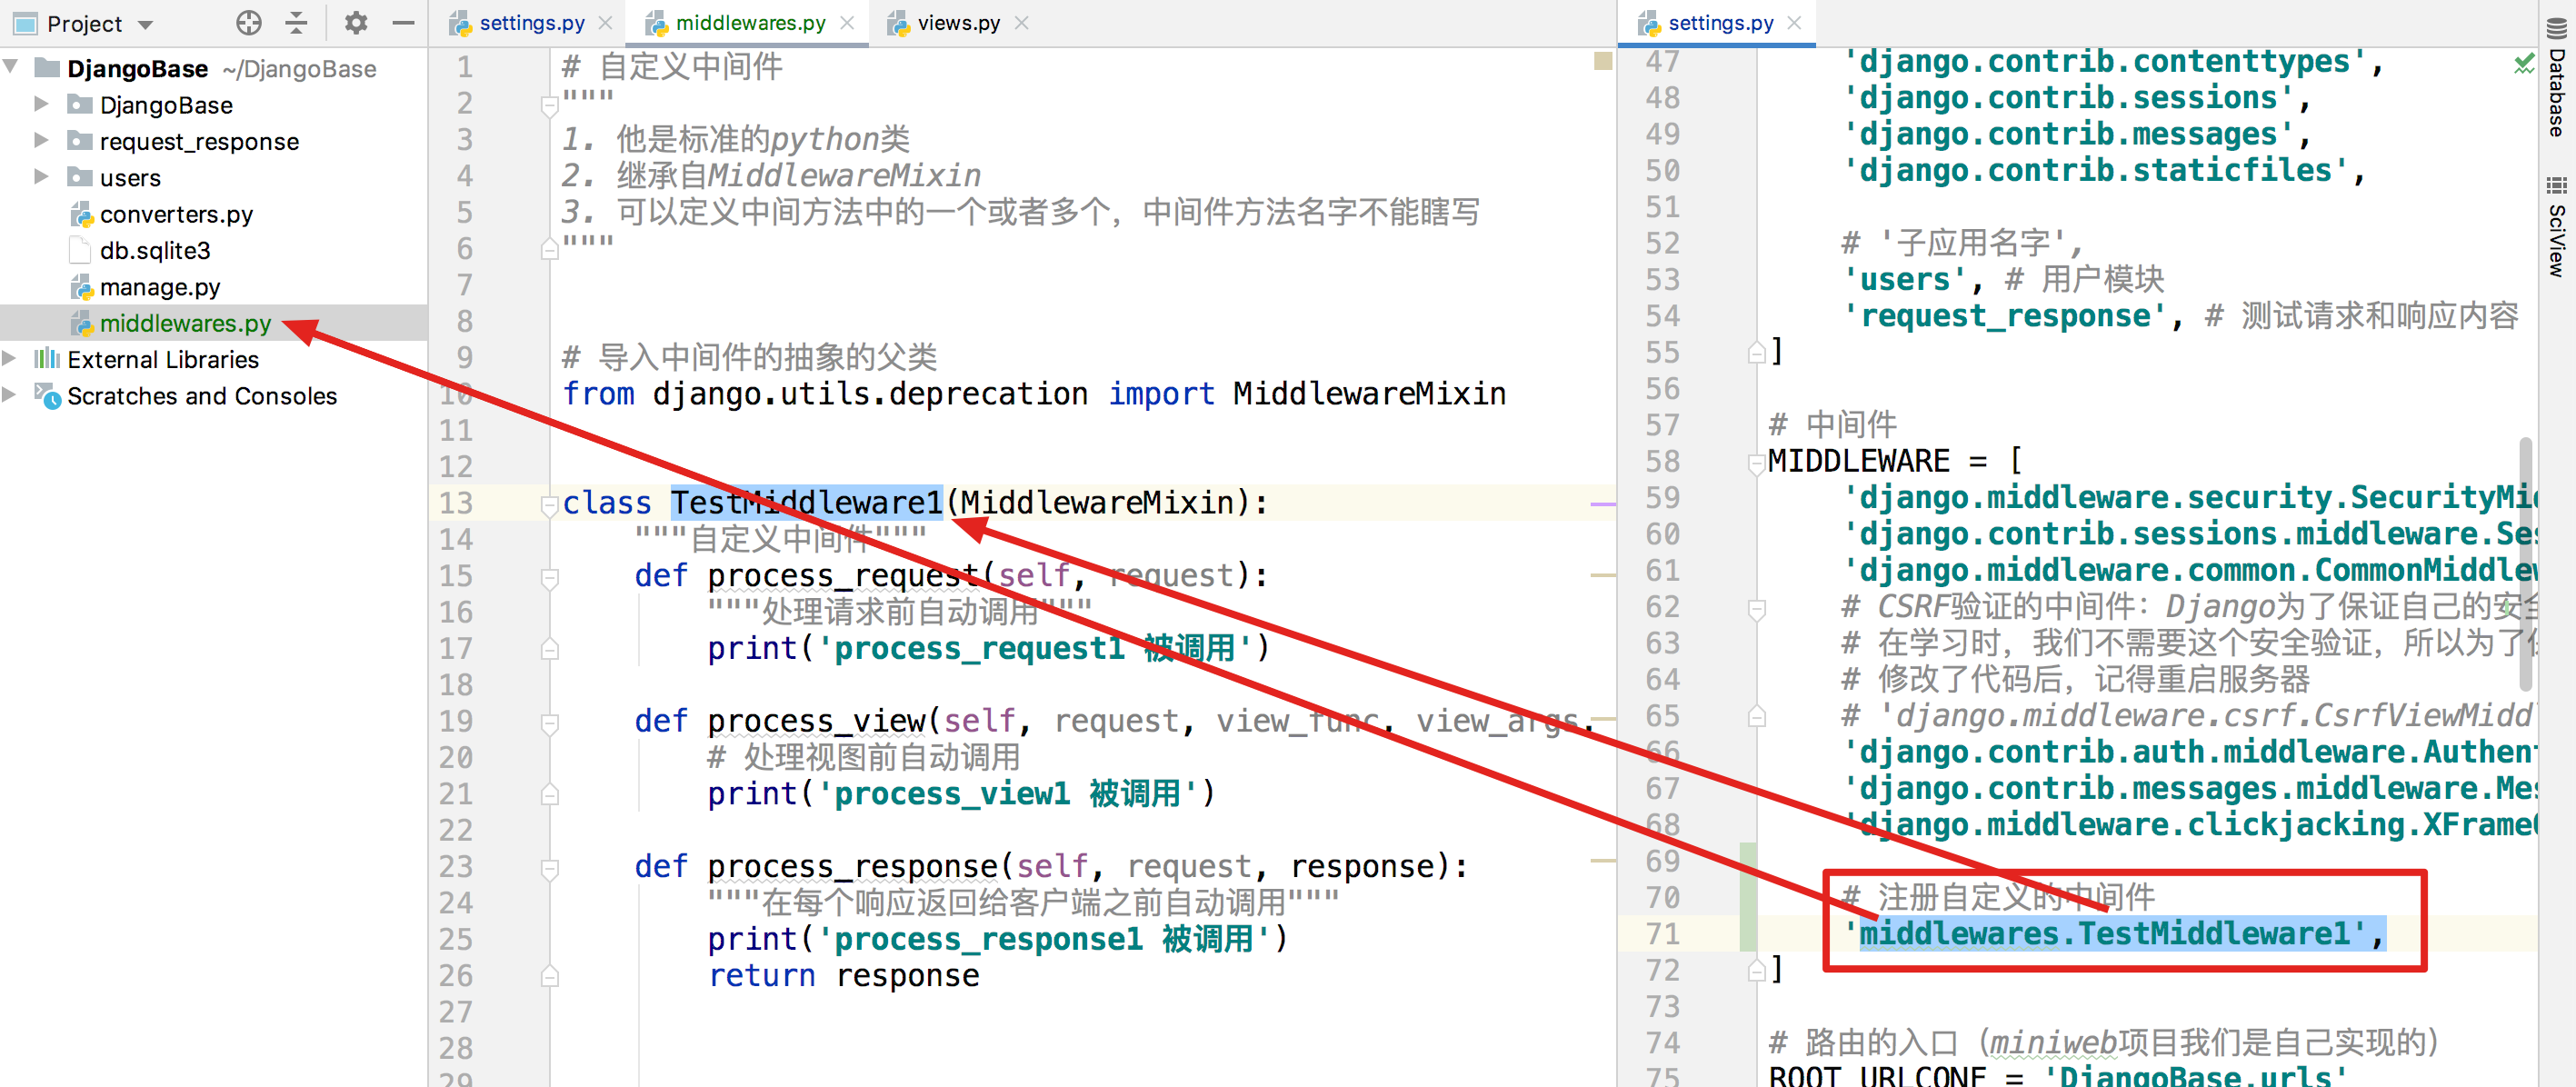 Project
DjangoBase ~/DjangoBase
DjangoBase
request_response
users
converters.py
db.sqlite3
manage.py
middlewares.py
External Libraries
Scratches and Consoles
settings.py
middlewares.py
views.py
1 # 自定义中间件
2 """
3 1. 他是标准的python类
4 2. 继承自MiddlewareMixin
5 3. 可以定义中间方法中的一个或者多个，中间件方法名字不能瞎写
6 """
7
8
9 # 导入中间件的抽象的父类
10 from django.utils.deprecation import MiddlewareMixin
11
12
13 class TestMiddleware1(MiddlewareMixin):
14 """自定义中间件"""
15 def process_request(self, request):
16 """处理请求前自动调用"""
17 print('process_request1 被调用')
18
19 def process_view(self, request, view_func, view_args,
20 # 处理视图前自动调用
21 print('process_view1 被调用')
22
23 def process_response(self, request, response):
24 """在每个响应返回给客户端之前自动调用"""
25 print('process_response1 被调用')
26 return response
27
28
29
settings.py
47 'django.contrib.contenttypes',
48 'django.contrib.sessions',
49 'django.contrib.messages',
50 'django.contrib.staticfiles',
51
52 # '子应用名字',
53 'users', # 用户模块
54 'request_response', # 测试请求和响应内容
55 ]
56
57 # 中间件
58 MIDDLEWARE = [
59 'django.middleware.security.SecurityMid
60 'django.contrib.sessions.middleware.Ses
61 'django.middleware.common.CommonMiddlew
62 # CSRF验证的中间件：Django为了保证自己的安全
63 # 在学习时，我们不需要这个安全验证，所以为了
64 # 修改了代码后，记得重启服务器
65 # 'django.middleware.csrf.CsrfViewMiddl
66 'django.contrib.auth.middleware.Authent
67 'django.contrib.messages.middleware.Mes
68 'django.middleware.clickjacking.XFrameO
69
70 # 注册自定义的中间件
71 'middlewares.TestMiddleware1',
72 ]
73
74 # 路由的入口（miniweb项目我们是自己实现的）
75 ROOT_URLCONF = 'DjangoBase.urls'
Database
SciView